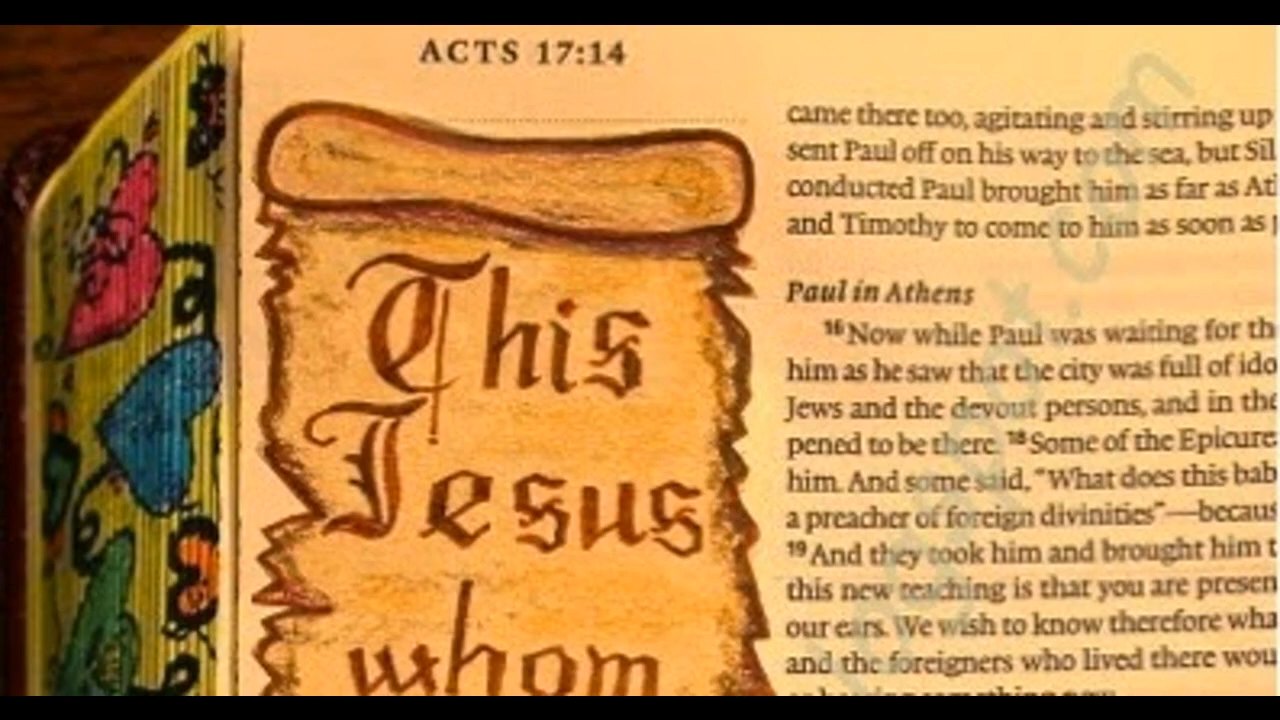 ACTS 17:14
This
Jesus
whom
came there too, agitating and stirring up
sent Paul off on his way to the sea, but Sil
conducted Paul brought him as far as At
and Timothy to come to him as soon as
Paul in Athens
16 Now while Paul was waiting for th
him as he saw that the city was full of ido
Jews and the devout persons, and in the
pened to be there. 18 Some of the Epicure
him. And some said, "What does this bab
a preacher of foreign divinities"—becaus
19 And they took him and brought him t
this new teaching is that you are presen
our ears. We wish to know therefore wha
and the foreigners who lived there wou